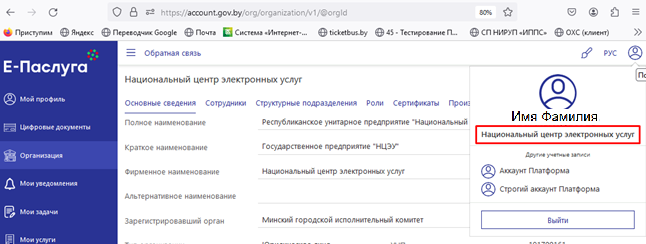 https://account.gov.by/org/organization/v1/@orgId
80%
Приступим
Яндекс
Переводчик Google
Почта
Система «Интернет-...
ticketbus.by
45 - Тестирование П...
СП НИРУП «ИППС»
ОХС (клиент)
Е-Паслуга
Обратная связь
РУС
Мой профиль
Цифровые документы
Организация
Мои уведомления
Мои задачи
Мои услуги
Национальный центр электронных услуг
Основные сведения Сотрудники Структурные подразделения Роли Сертификаты
Полное наименование Республиканское унитарное предприятие "Национальный
Краткое наименование Государственное предприятие "НЦЭУ"
Фирменное наименование Национальный центр электронных услуг
Альтернативное наименование
Зарегистрировавший орган Минский городской исполнительный комитет
Имя Фамилия
Национальный центр электронных услуг
Другие учетные записи
Аккаунт Платформа
Строгий аккаунт Платформа
Выйти